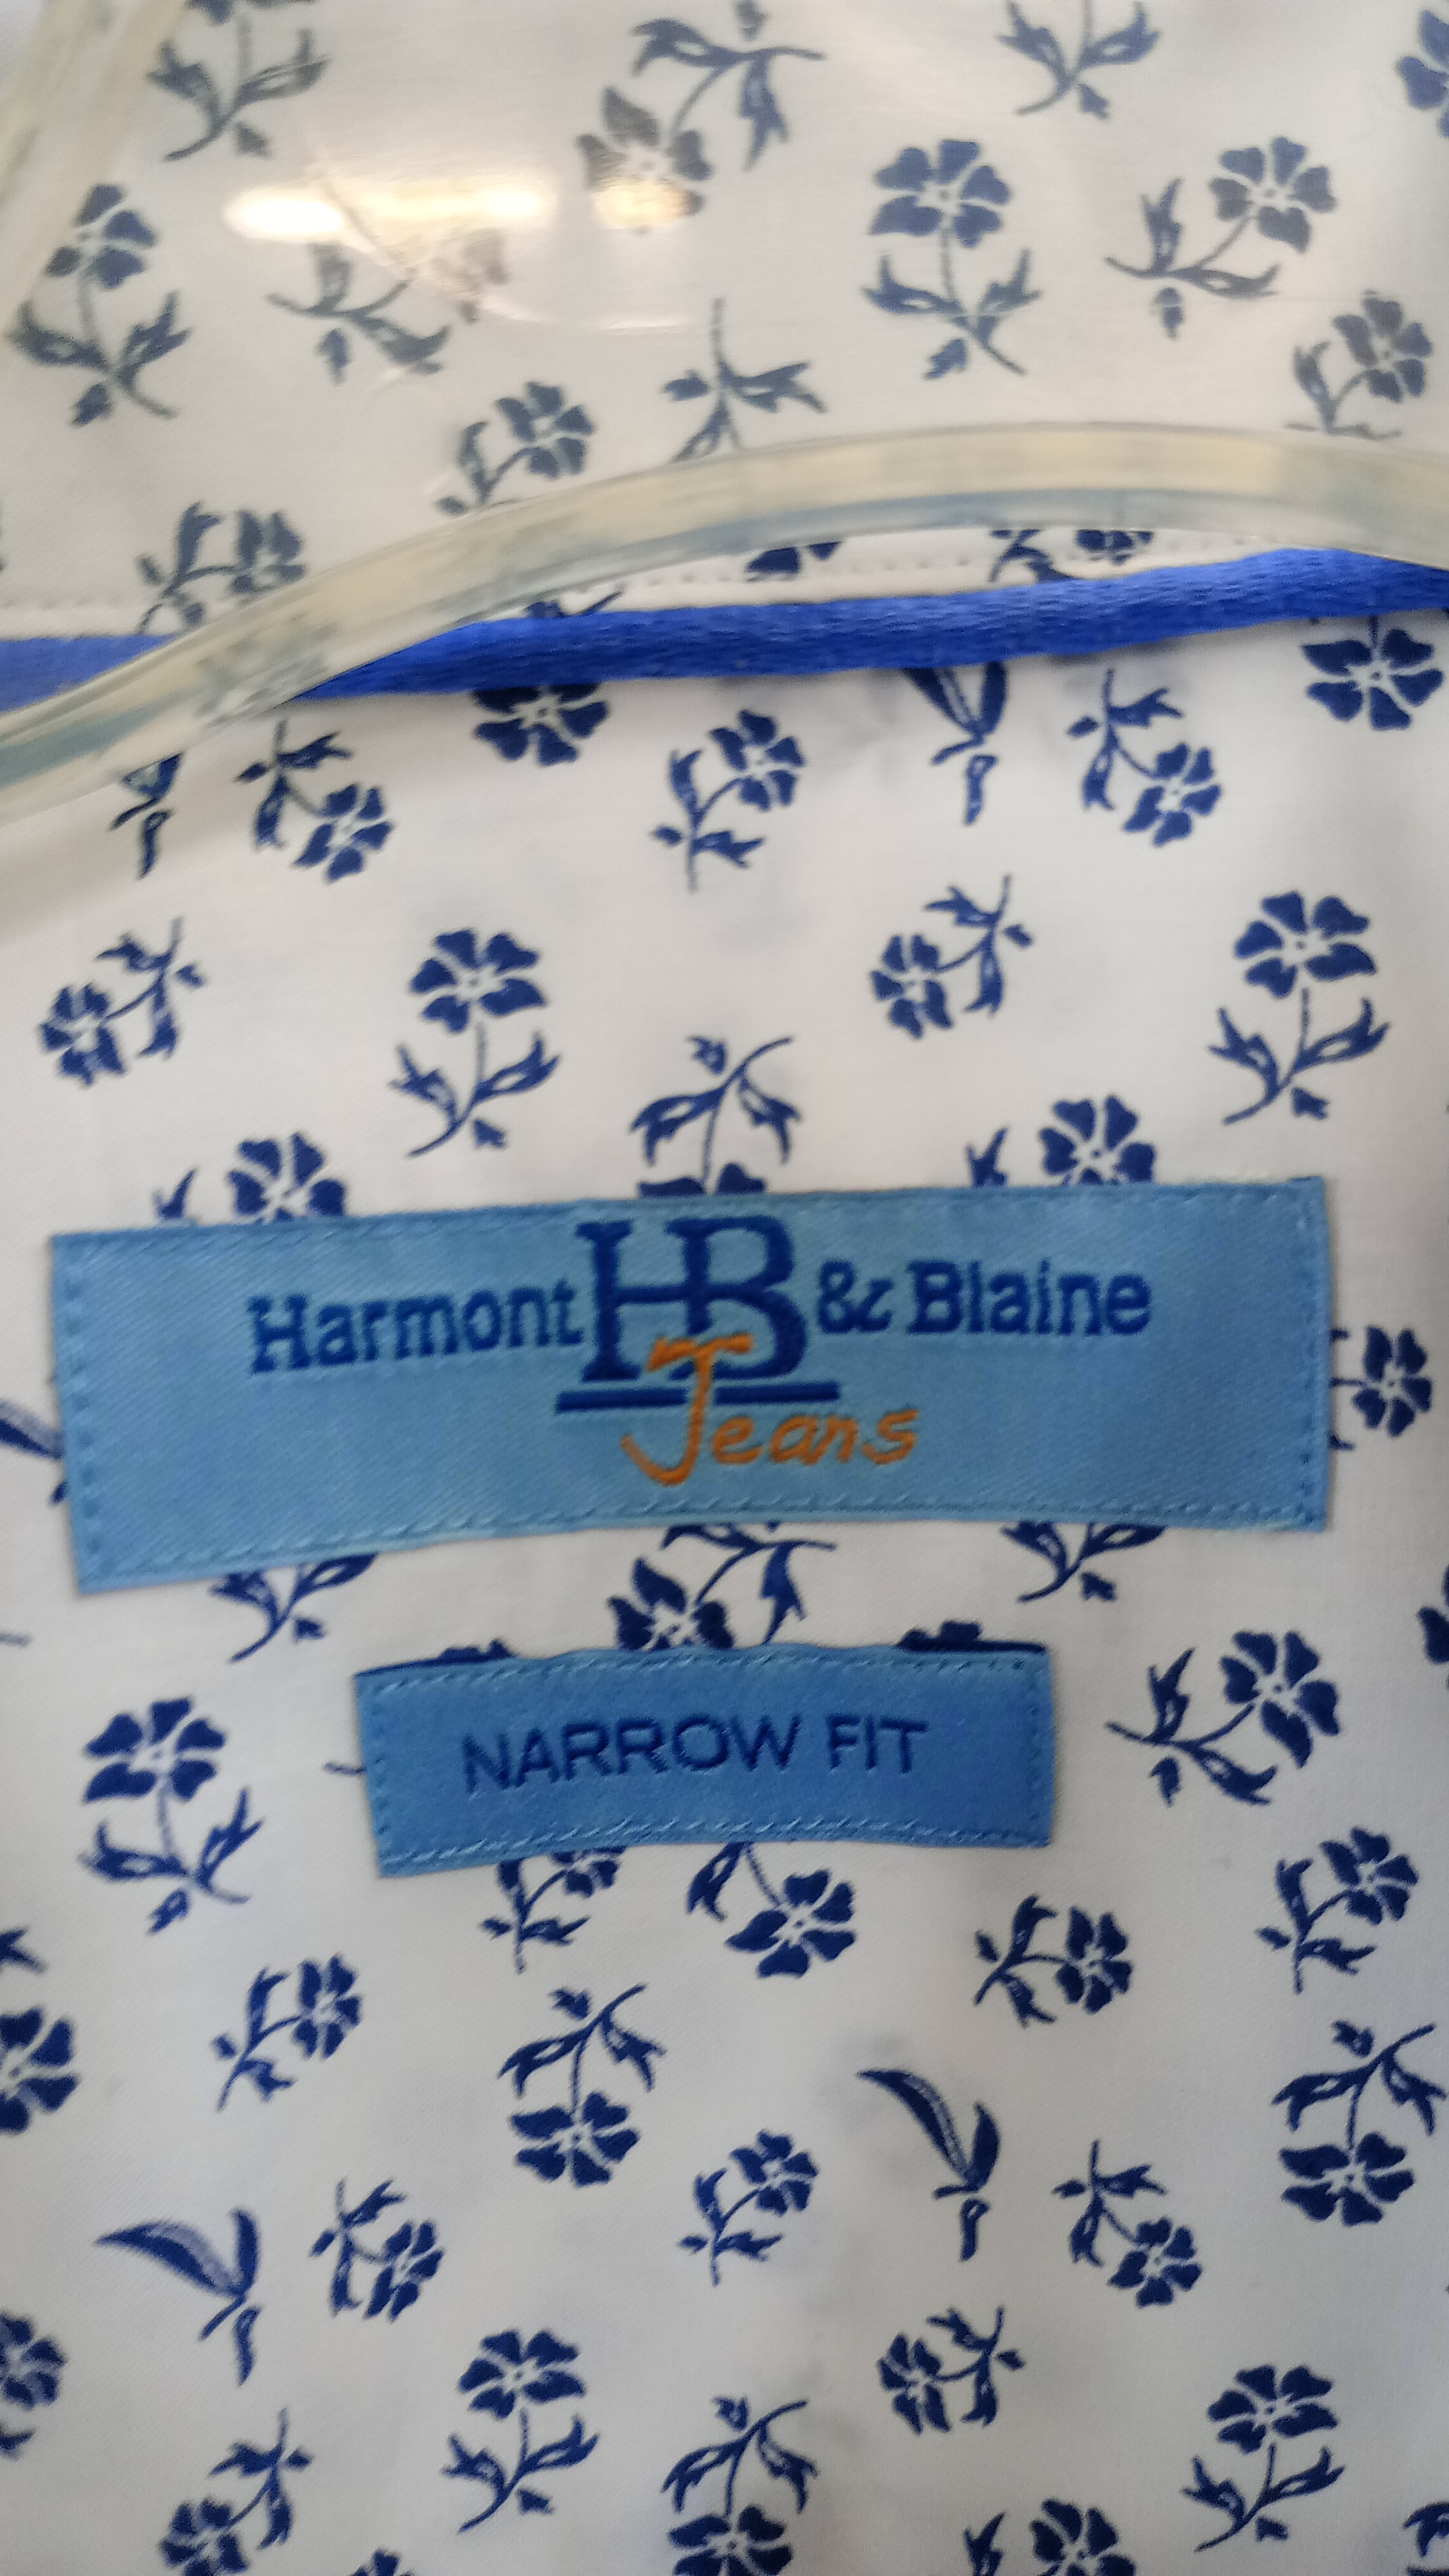 Harmont HB & Blaine
Jeans
NARROW FIT